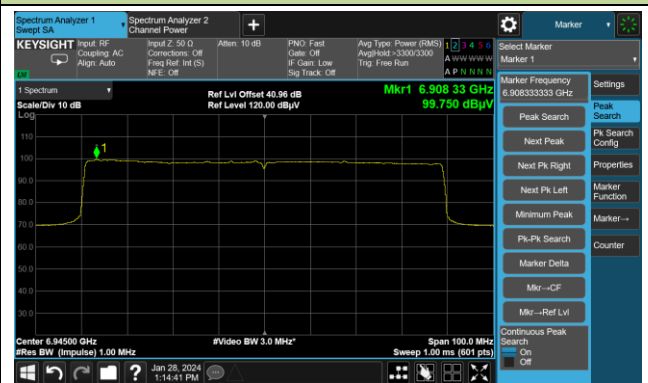 Spectrum Analyzer 1
Swept SA
Spectrum Analyzer 2
Channel Power
Marker
KEYSIGHT
Input: RF
Coupling: AC
Align: Auto
Input Z: 50 Ω
Corrections: Off
Freq Ref: Int (S)
NFE: Off
Atten: 10 dB
PNO: Fast
Gate: Off
IF Gain: Low
Sig Track: Off
Avg Type: Power (RMS)
Avg|Hold:>3300/3300
Trig: Free Run
1 2 3 4 5 6
A W W W W W
A P N N N N
Select Marker
Marker 1
1 Spectrum
Scale/Div 10 dB
Log
Ref Lvl Offset 40.96 dB
Ref Level 120.00 dBµV
Mkr1 6.908 33 GHz
99.750 dBµV
110
100
90.0
80.0
70.0
60.0
50.0
40.0
30.0
1
Center 6.94500 GHz
#Res BW (Impulse) 1.00 MHz
#Video BW 3.0 MHz*
Span 100.0 MHz
Sweep 1.00 ms (601 pts)
Marker Frequency
6.908333333 GHz
Peak Search
Next Peak
Next Pk Right
Next Pk Left
Minimum Peak
Pk-Pk Search
Marker Delta
Mkr→CF
Mkr→Ref Lvl
Continuous Peak
Search
On
Off
Settings
Peak
Search
Pk Search
Config
Properties
Marker
Function
Marker→
Counter
?
Jan 28, 2024
1:14:41 PM